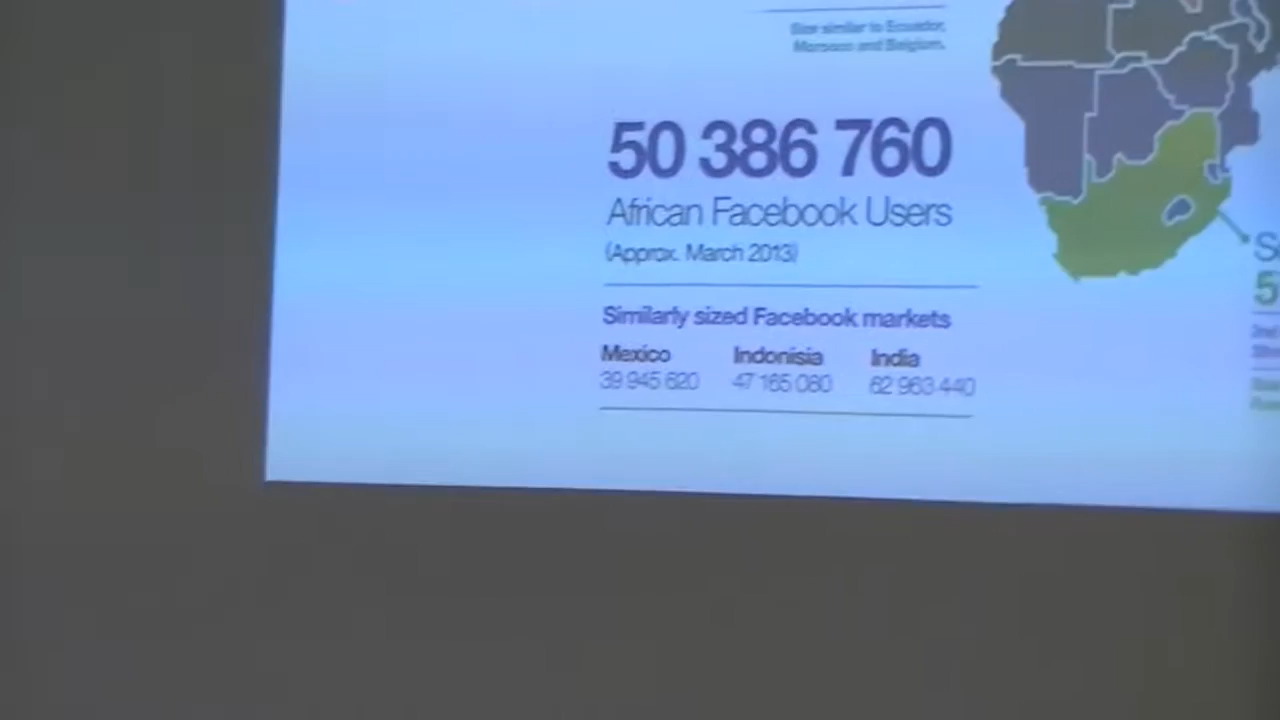 Size similar to Ecuador,
Morocco and Belgium.
50 386 760
African Facebook Users
(Approx. March 2013)
Similarly sized Facebook markets
Mexico Indonisia India
39 945 620 47 165 080 62 963 440
S
5